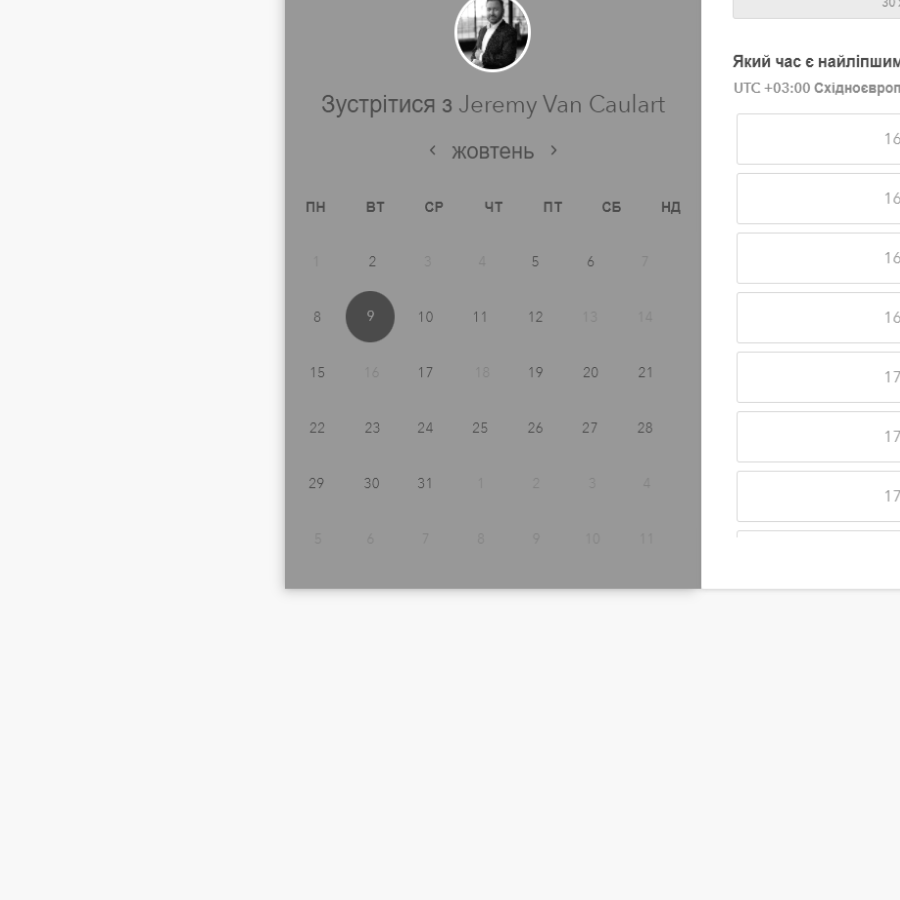 Зустрітися з Jeremy Van Caulart
‹ жовтень ›
ПН ВТ СР ЧТ ПТ СБ НД
1 2 3 4 5 6 7
8 9 10 11 12 13 14
15 16 17 18 19 20 21
22 23 24 25 26 27 28
29 30 31 1 2 3 4
5 6 7 8 9 10 11
30
Який час є найліпшим
UTC +03:00 Східноєвроп
16
16
16
16
17
17
17